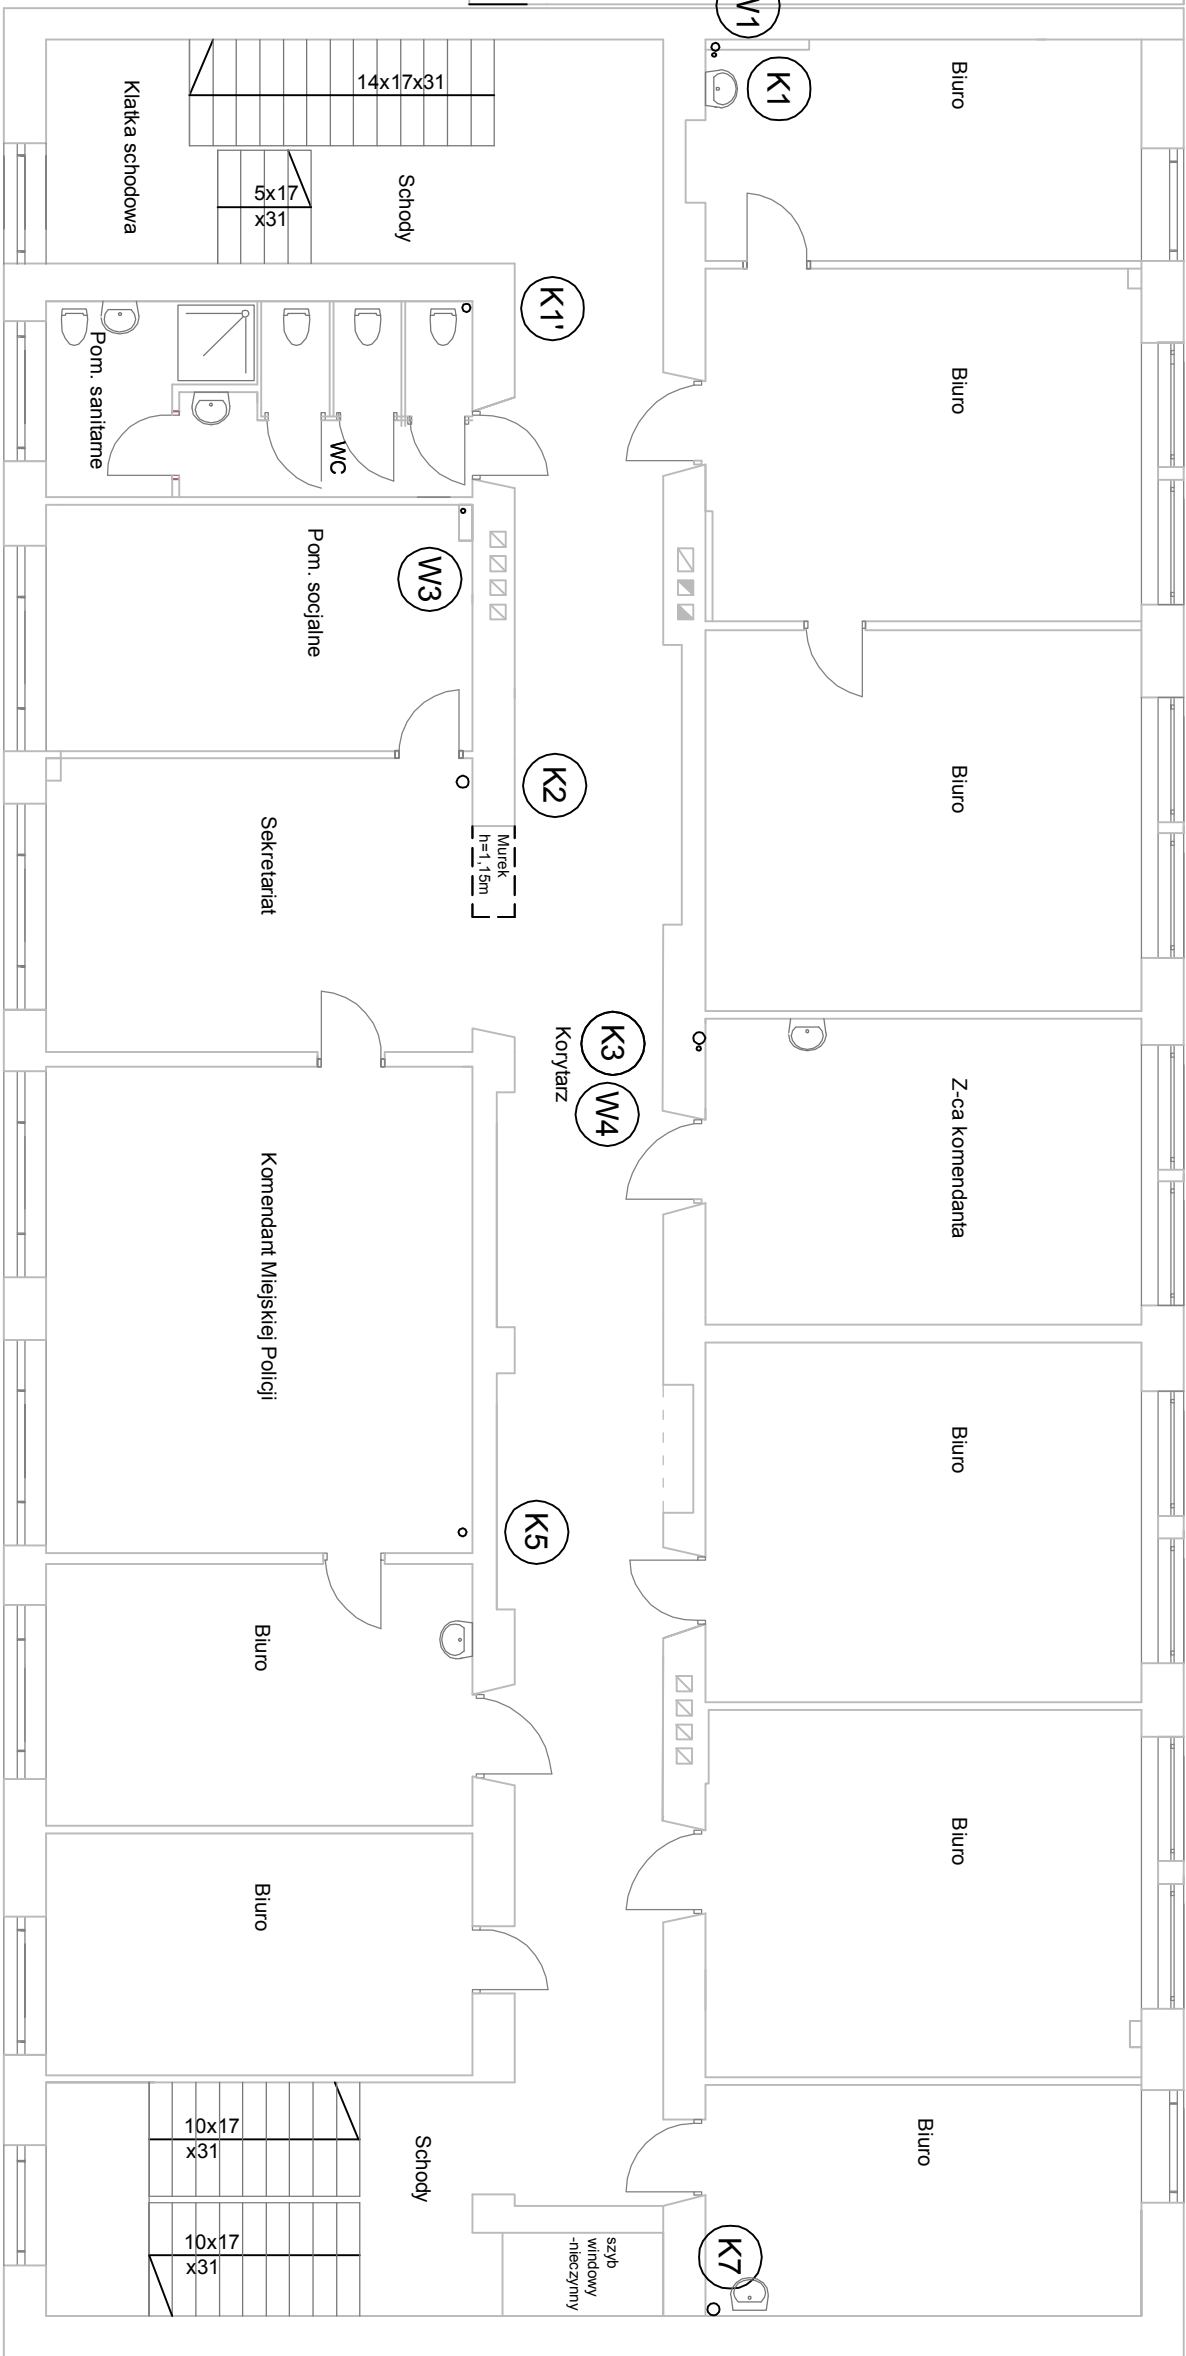 W1
K1
Biuro
14x17x31
Klatka schodowa
Schody
5x17
x31
K1'
Biuro
Pom. sanitarne
WC
Pom. socjalne
W3
K2
Biuro
Murek
h=1,15m
Sekretariat
K3
W4
Korytarz
Z-ca komendanta
Komendant Miejskiej Policji
Biuro
K5
Biuro
Biuro
Biuro
10x17
x31
Schody
Biuro
10x17
x31
szyb
windowy
-nieczynny
K7